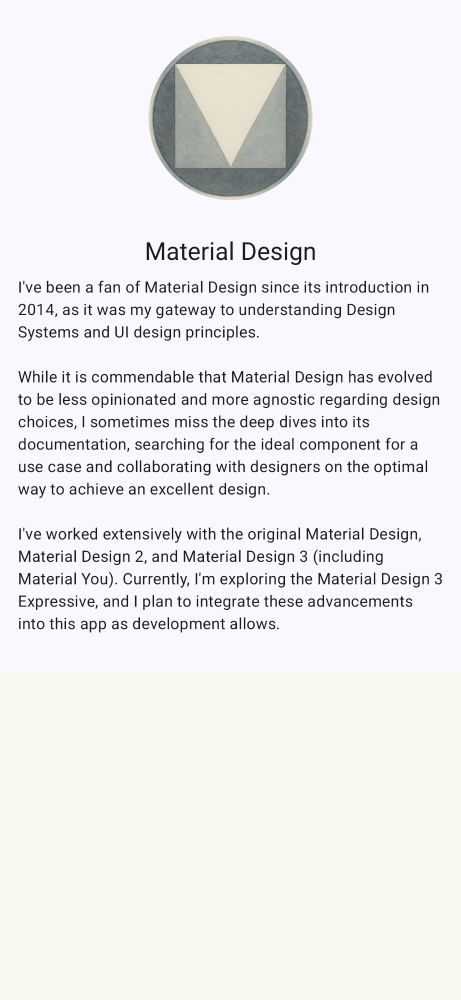 Material Design
I've been a fan of Material Design since its introduction in
2014, as it was my gateway to understanding Design
Systems and UI design principles.
While it is commendable that Material Design has evolved
to be less opinionated and more agnostic regarding design
choices, I sometimes miss the deep dives into its
documentation, searching for the ideal component for a
use case and collaborating with designers on the optimal
way to achieve an excellent design.
I've worked extensively with the original Material Design,
Material Design 2, and Material Design 3 (including
Material You). Currently, I'm exploring the Material Design 3
Expressive, and I plan to integrate these advancements
into this app as development allows.